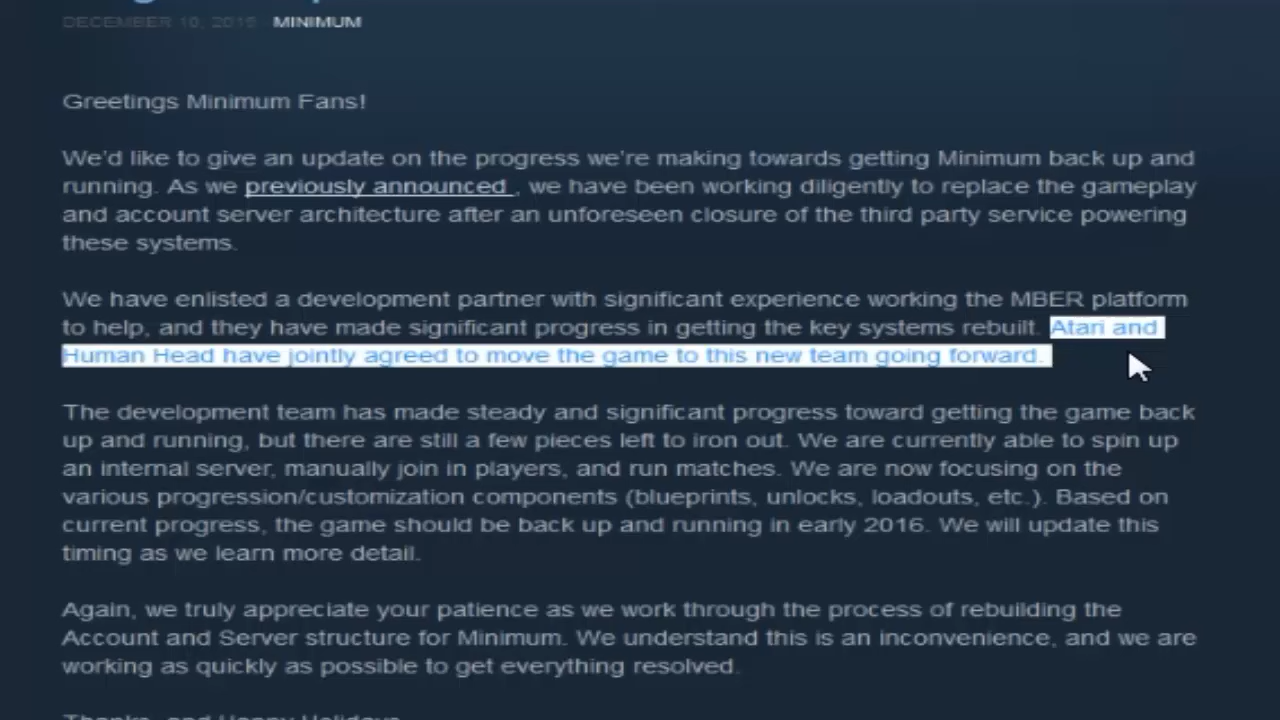 DECEMBER 10, 2015 MINIMUM
Greetings Minimum Fans!
We'd like to give an update on the progress we're making towards getting Minimum back up and
running. As we previously announced , we have been working diligently to replace the gameplay
and account server architecture after an unforeseen closure of the third party service powering
these systems.
We have enlisted a development partner with significant experience working the MBER platform
to help, and they have made significant progress in getting the key systems rebuilt. Atari and
Human Head have jointly agreed to move the game to this new team going forward.
The development team has made steady and significant progress toward getting the game back
up and running, but there are still a few pieces left to iron out. We are currently able to spin up
an internal server, manually join in players, and run matches. We are now focusing on the
various progression/customization components (blueprints, unlocks, loadouts, etc.). Based on
current progress, the game should be back up and running in early 2016. We will update this
timing as we learn more detail.
Again, we truly appreciate your patience as we work through the process of rebuilding the
Account and Server structure for Minimum. We understand this is an inconvenience, and we are
working as quickly as possible to get everything resolved.
Thanks, and Happy Holidays